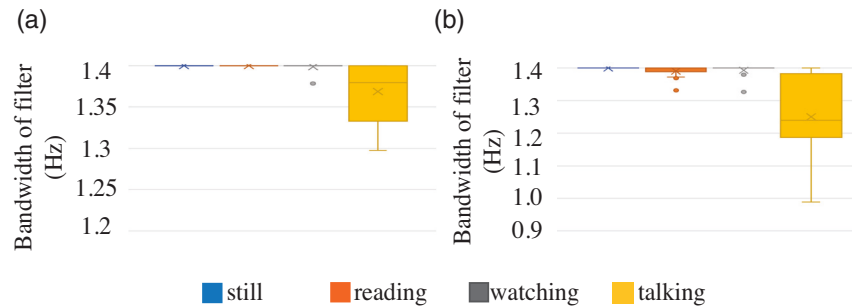 (a)
Bandwidth of filter
(Hz)
1.4
1.35
1.3
1.25
1.2
(b)
Bandwidth of filter
(Hz)
1.4
1.3
1.2
1.1
1.0
0.9
still reading watching talking